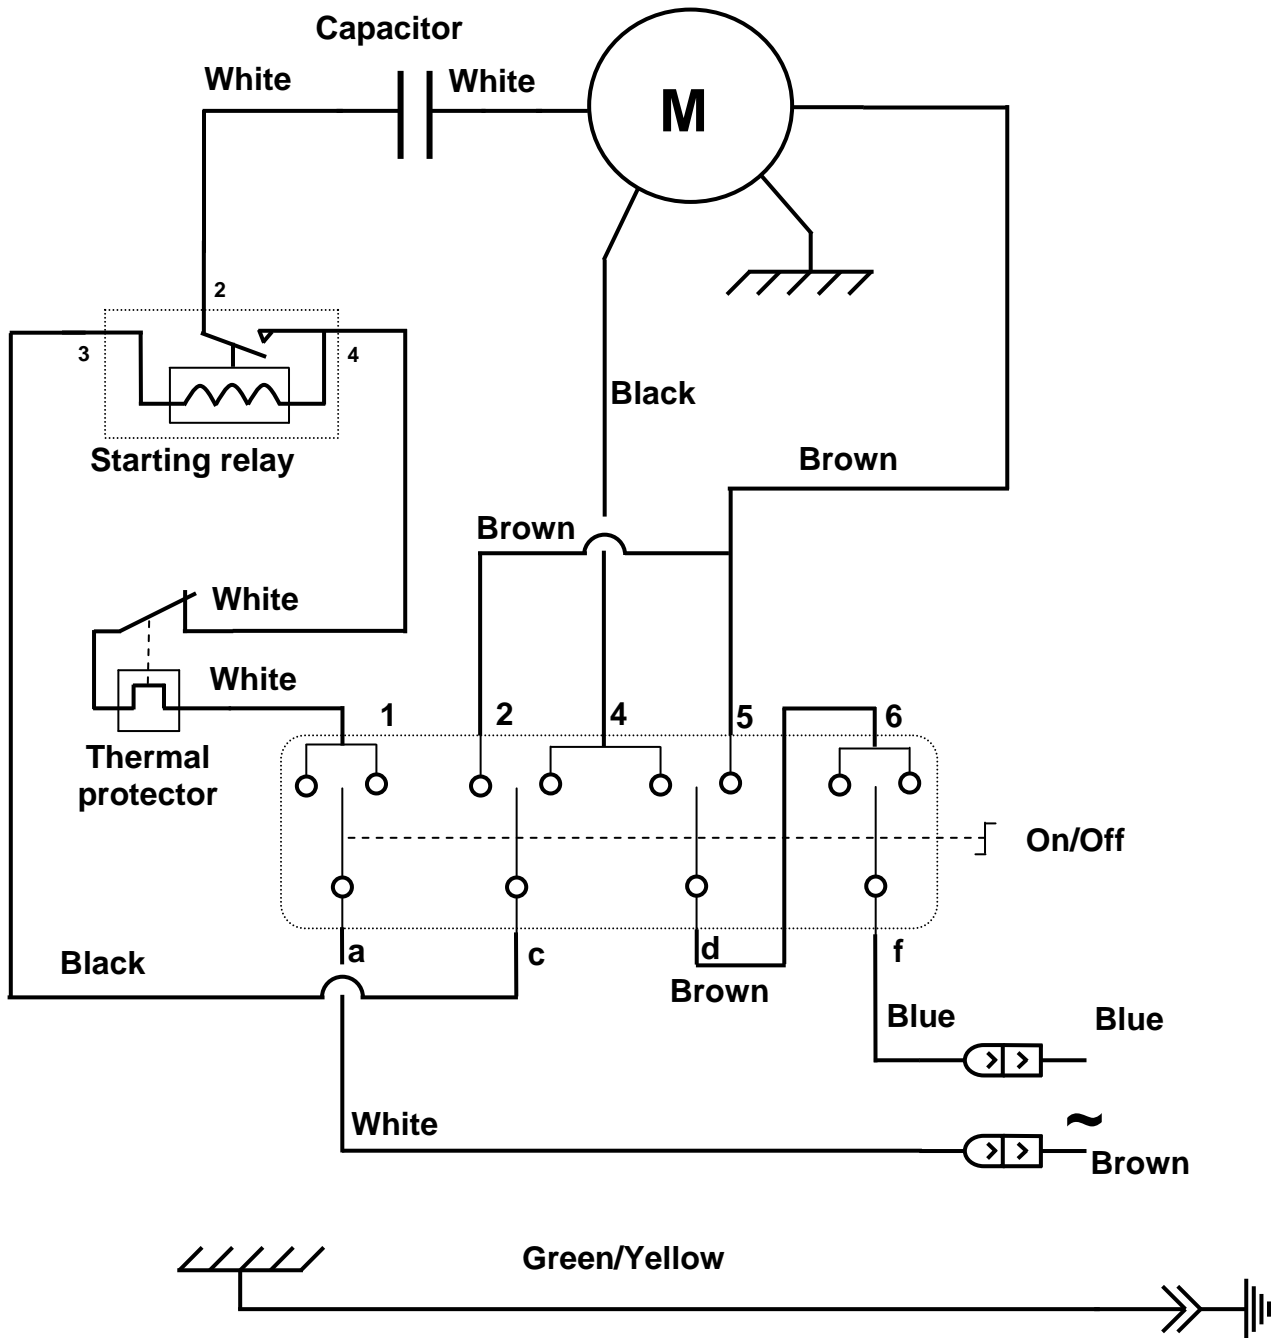 Capacitor
White
White
M
2
3
4
Black
Starting relay
Brown
Brown
White
White
1
2
4
5
6
Thermal
protector
On/Off
a
c
d
f
Black
Brown
Blue
Blue
White
~
Brown
Green/Yellow